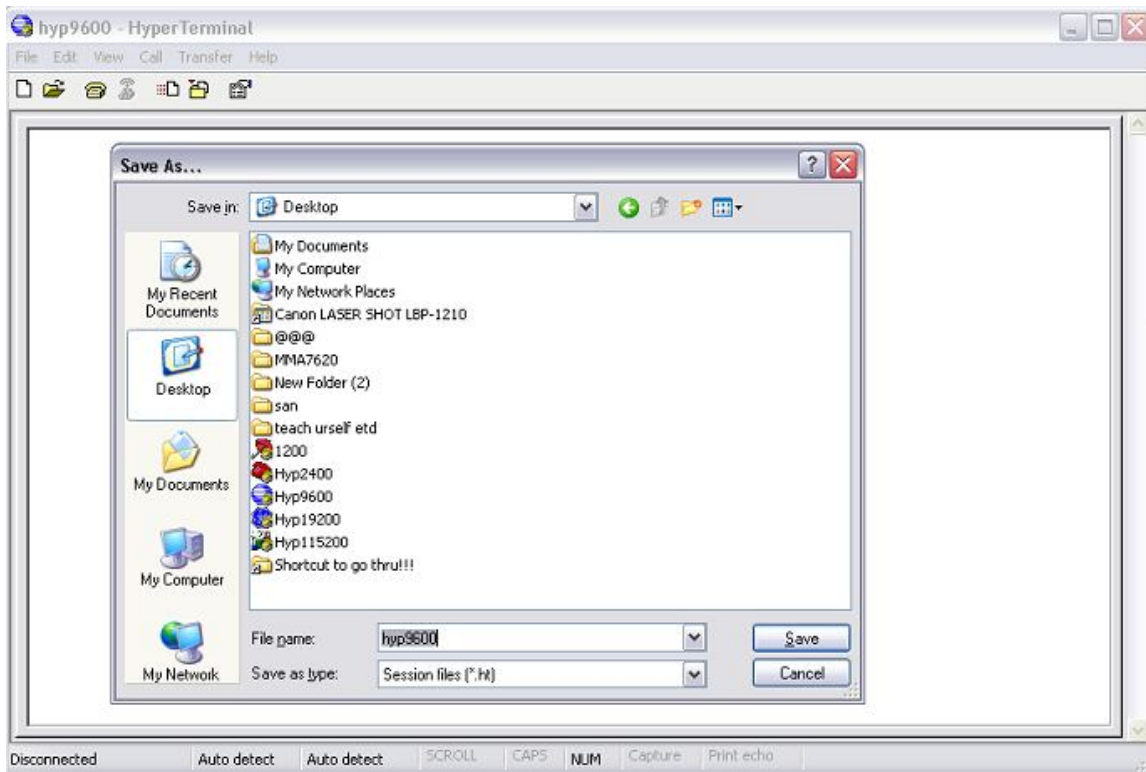 hyp9600 - HyperTerminal
File Edit View Call Transfer Help
Save As...
Save in: Desktop
My Recent Documents
Desktop
My Documents
My Computer
My Network
My Documents
My Computer
My Network Places
Canon LASER SHOT LBP-1210
@@@
MMA7620
New Folder (2)
san
teach urself etd
1200
Hyp2400
Hyp9600
Hyp19200
Hyp115200
Shortcut to go thru!!!
File name: hyp9600 Save
Save as type: Session files (*.ht) Cancel
Disconnected Auto detect Auto detect SCROLL CAPS NUM Capture Print echo